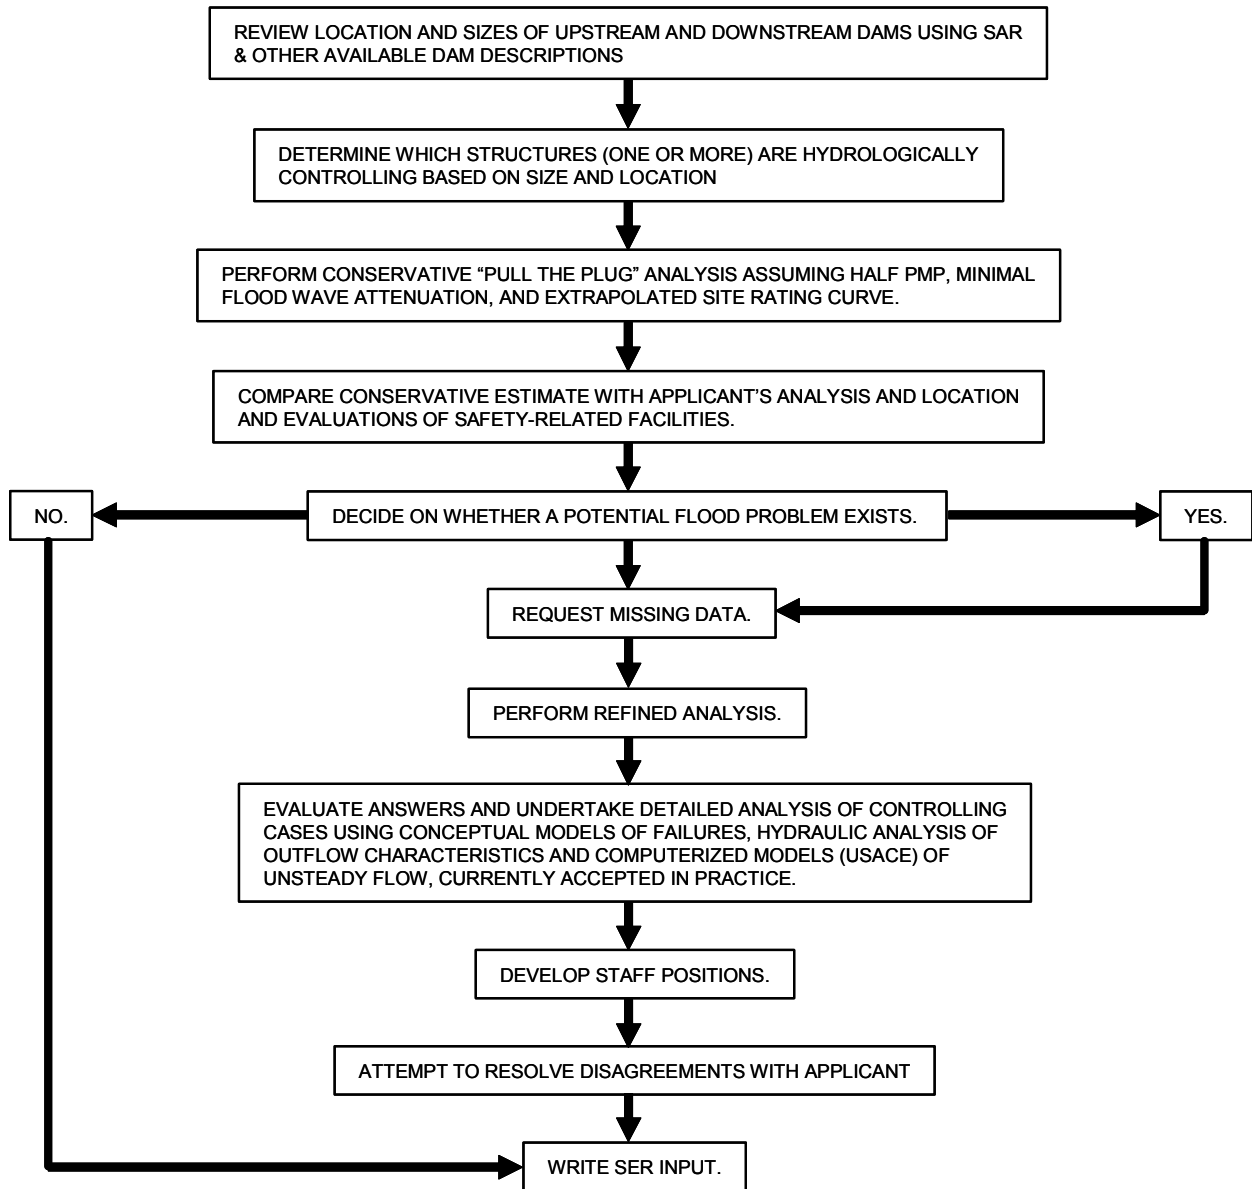 REVIEW LOCATION AND SIZES OF UPSTREAM AND DOWNSTREAM DAMS USING SAR
& OTHER AVAILABLE DAM DESCRIPTIONS
DETERMINE WHICH STRUCTURES (ONE OR MORE) ARE HYDROLOGICALLY
CONTROLLING BASED ON SIZE AND LOCATION
PERFORM CONSERVATIVE “PULL THE PLUG” ANALYSIS ASSUMING HALF PMP, MINIMAL
FLOOD WAVE ATTENUATION, AND EXTRAPOLATED SITE RATING CURVE.
COMPARE CONSERVATIVE ESTIMATE WITH APPLICANT’S ANALYSIS AND LOCATION
AND EVALUATIONS OF SAFETY-RELATED FACILITIES.
NO.
DECIDE ON WHETHER A POTENTIAL FLOOD PROBLEM EXISTS.
YES.
REQUEST MISSING DATA.
PERFORM REFINED ANALYSIS.
EVALUATE ANSWERS AND UNDERTAKE DETAILED ANALYSIS OF CONTROLLING
CASES USING CONCEPTUAL MODELS OF FAILURES, HYDRAULIC ANALYSIS OF
OUTFLOW CHARACTERISTICS AND COMPUTERIZED MODELS (USACE) OF
UNSTEADY FLOW, CURRENTLY ACCEPTED IN PRACTICE.
DEVELOP STAFF POSITIONS.
ATTEMPT TO RESOLVE DISAGREEMENTS WITH APPLICANT
WRITE SER INPUT.